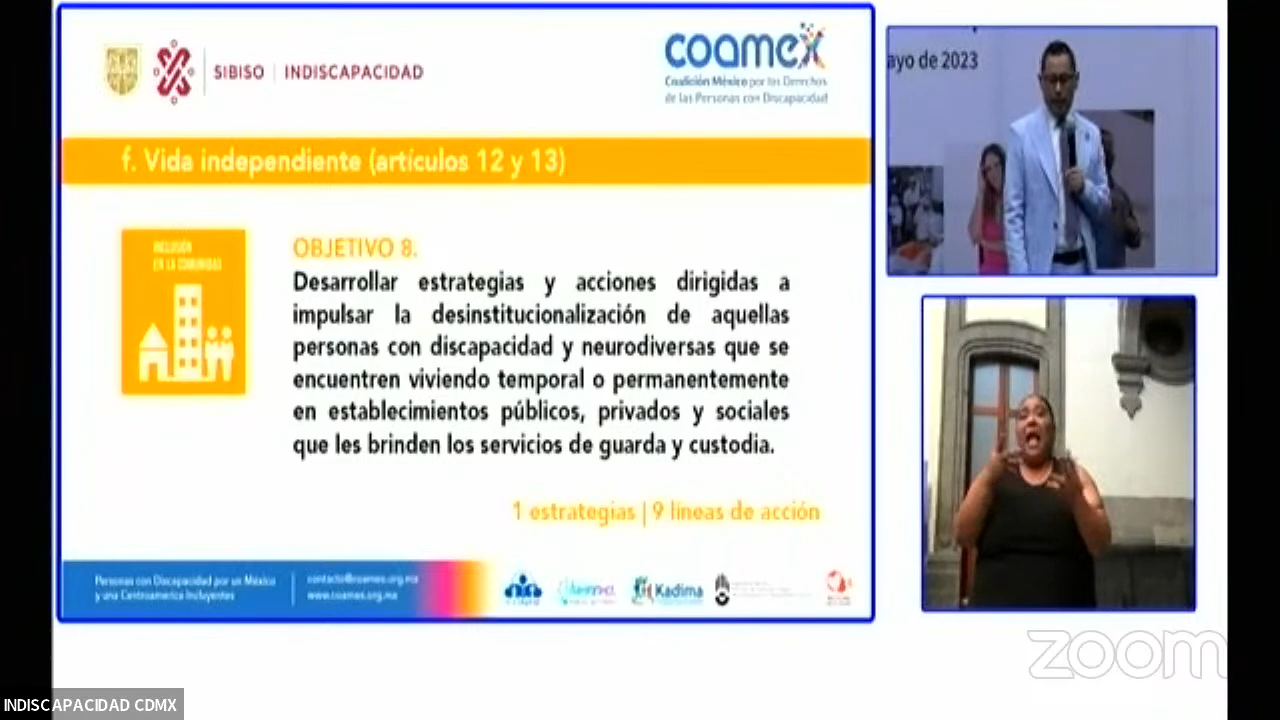 SIBISO | INDISCAPACIDAD
coamex
Coalición México por los Derechos
de las Personas con Discapacidad
f. Vida independiente (artículos 12 y 13)
INCLUSIÓN
EN LA COMUNIDAD
OBJETIVO 8.
Desarrollar estrategias y acciones dirigidas a
impulsar la desinstitucionalización de aquellas
personas con discapacidad y neurodiversas que se
encuentren viviendo temporal o permanentemente
en establecimientos públicos, privados y sociales
que les brinden los servicios de guarda y custodia.
1 estrategias | 9 líneas de acción
Personas con Discapacidad por un México
y una Centroamerica Incluyentes
contacto@coamex.org.mx
www.coamex.org.mx
Kadima
ayo de 2023
zoom
INDISCAPACIDAD CDMX